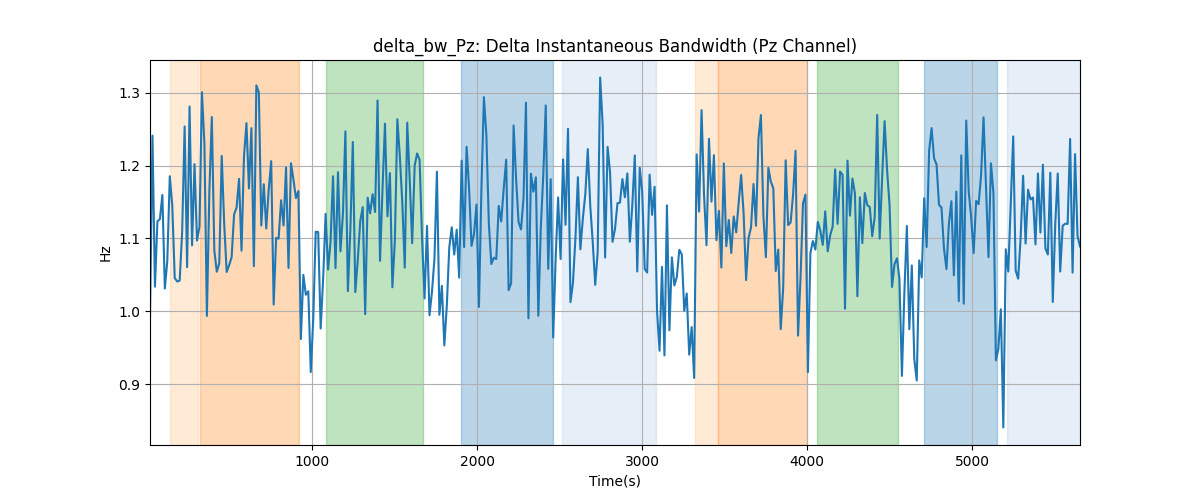 delta_bw_Pz: Delta Instantaneous Bandwidth (Pz Channel)
1.3
1.2
1.1
1.0
0.9
Hz
1000 2000 3000 4000 5000
Time(s)